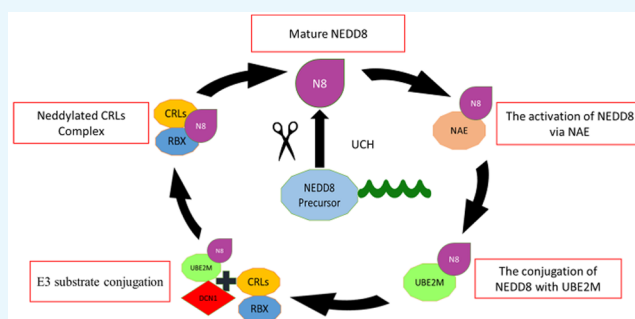 Mature NEDD8
N8
Neddylated CRLs
Complex
CRLs
N8
RBX
UCH
NEDD8
Precursor
N8
NAE
The activation of NEDD8
via NAE
E3 substrate conjugation
N8
UBE2M
DCN1
CRLs
RBX
N8
UBE2M
The conjugation of
NEDD8 with UBE2M